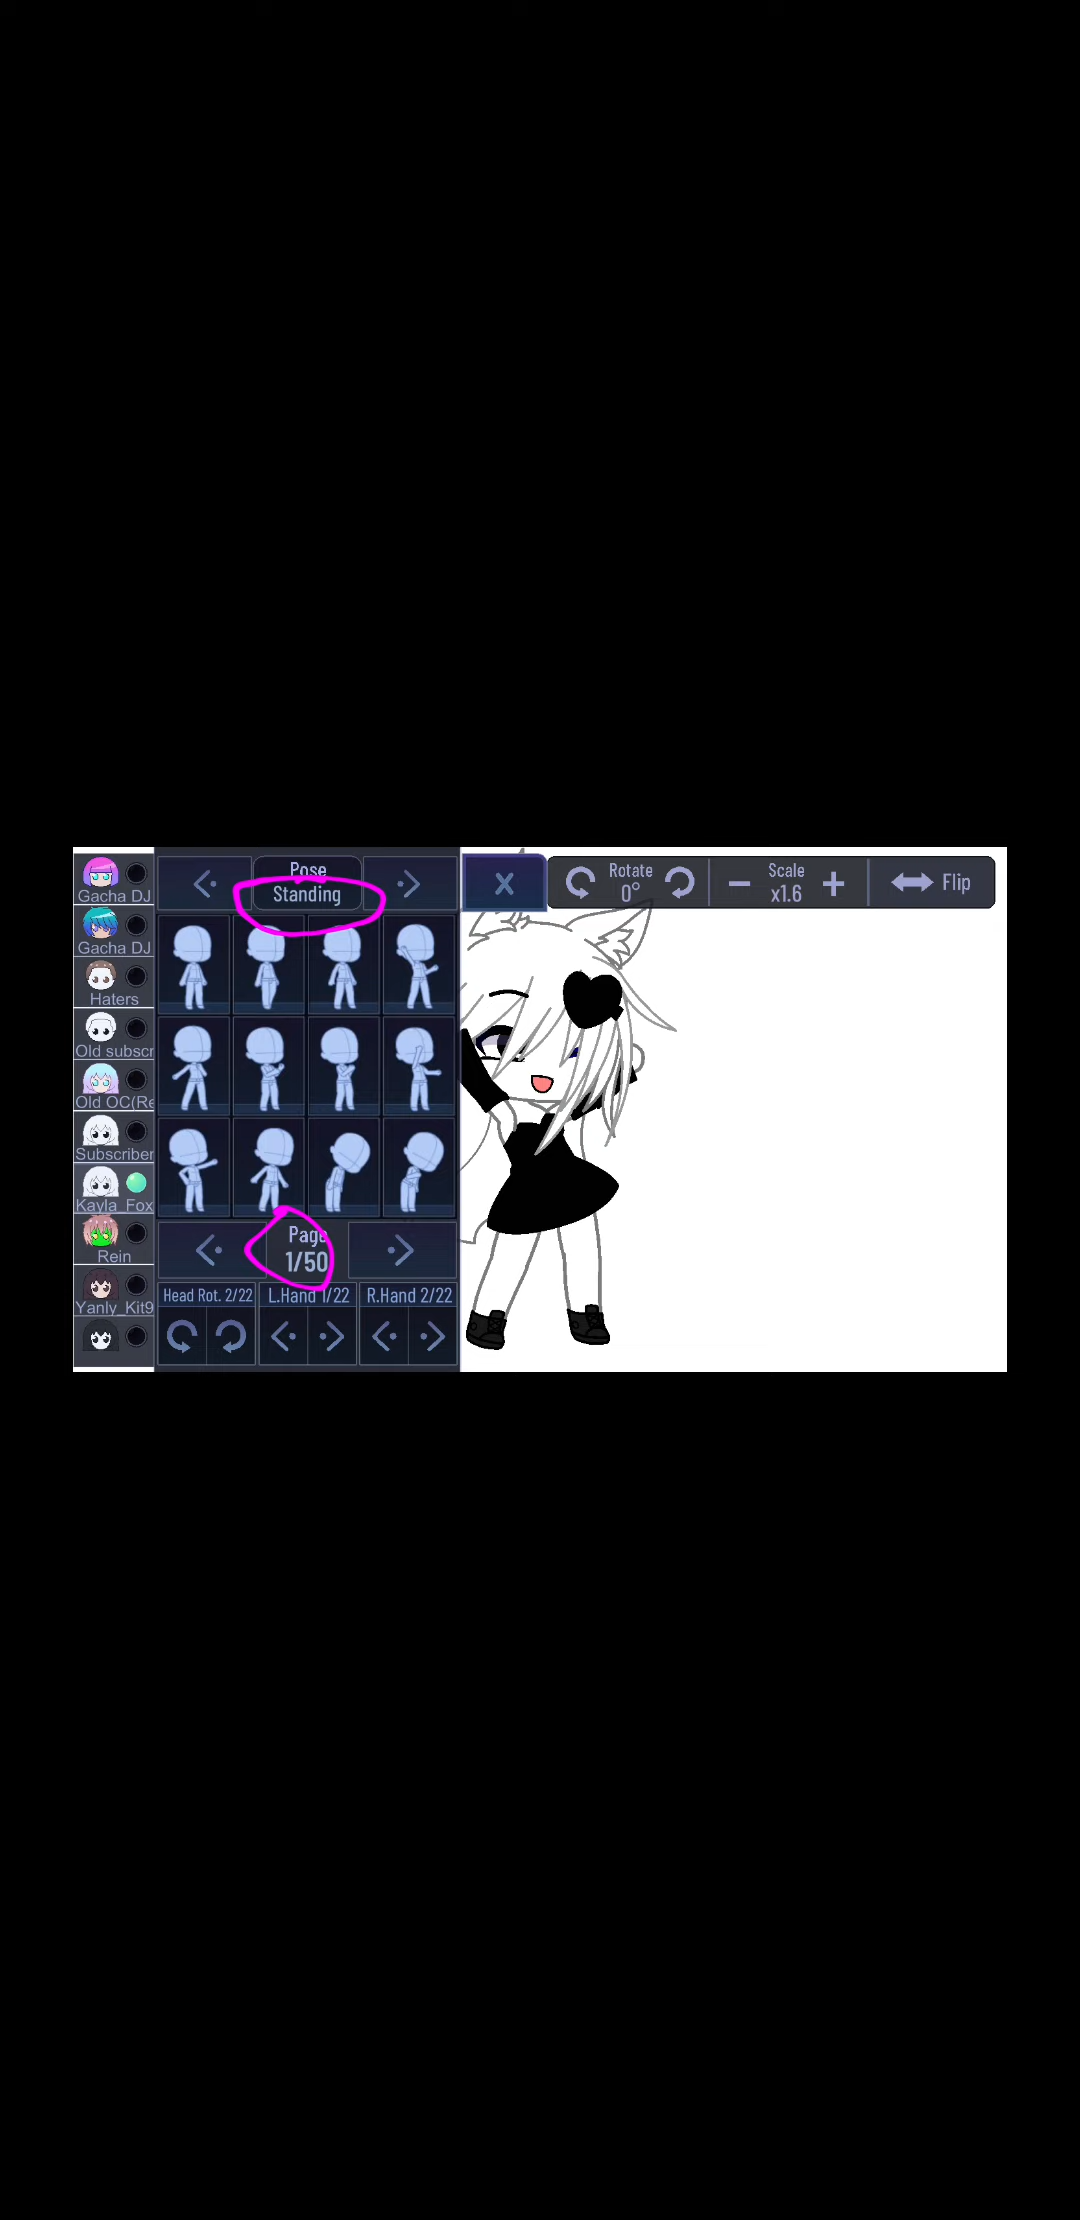 Pose
Standing
X
Rotate
0°
Scale
x1.6
Flip
Gacha DJ
Gacha DJ
Haters
Old subscr
Old OC(Re
Subscriber
Kayla_Fox
Rein
Yanly_Kit9
Page
1/50
Head Rot. 2/22
L.Hand 1/22
R.Hand 2/22